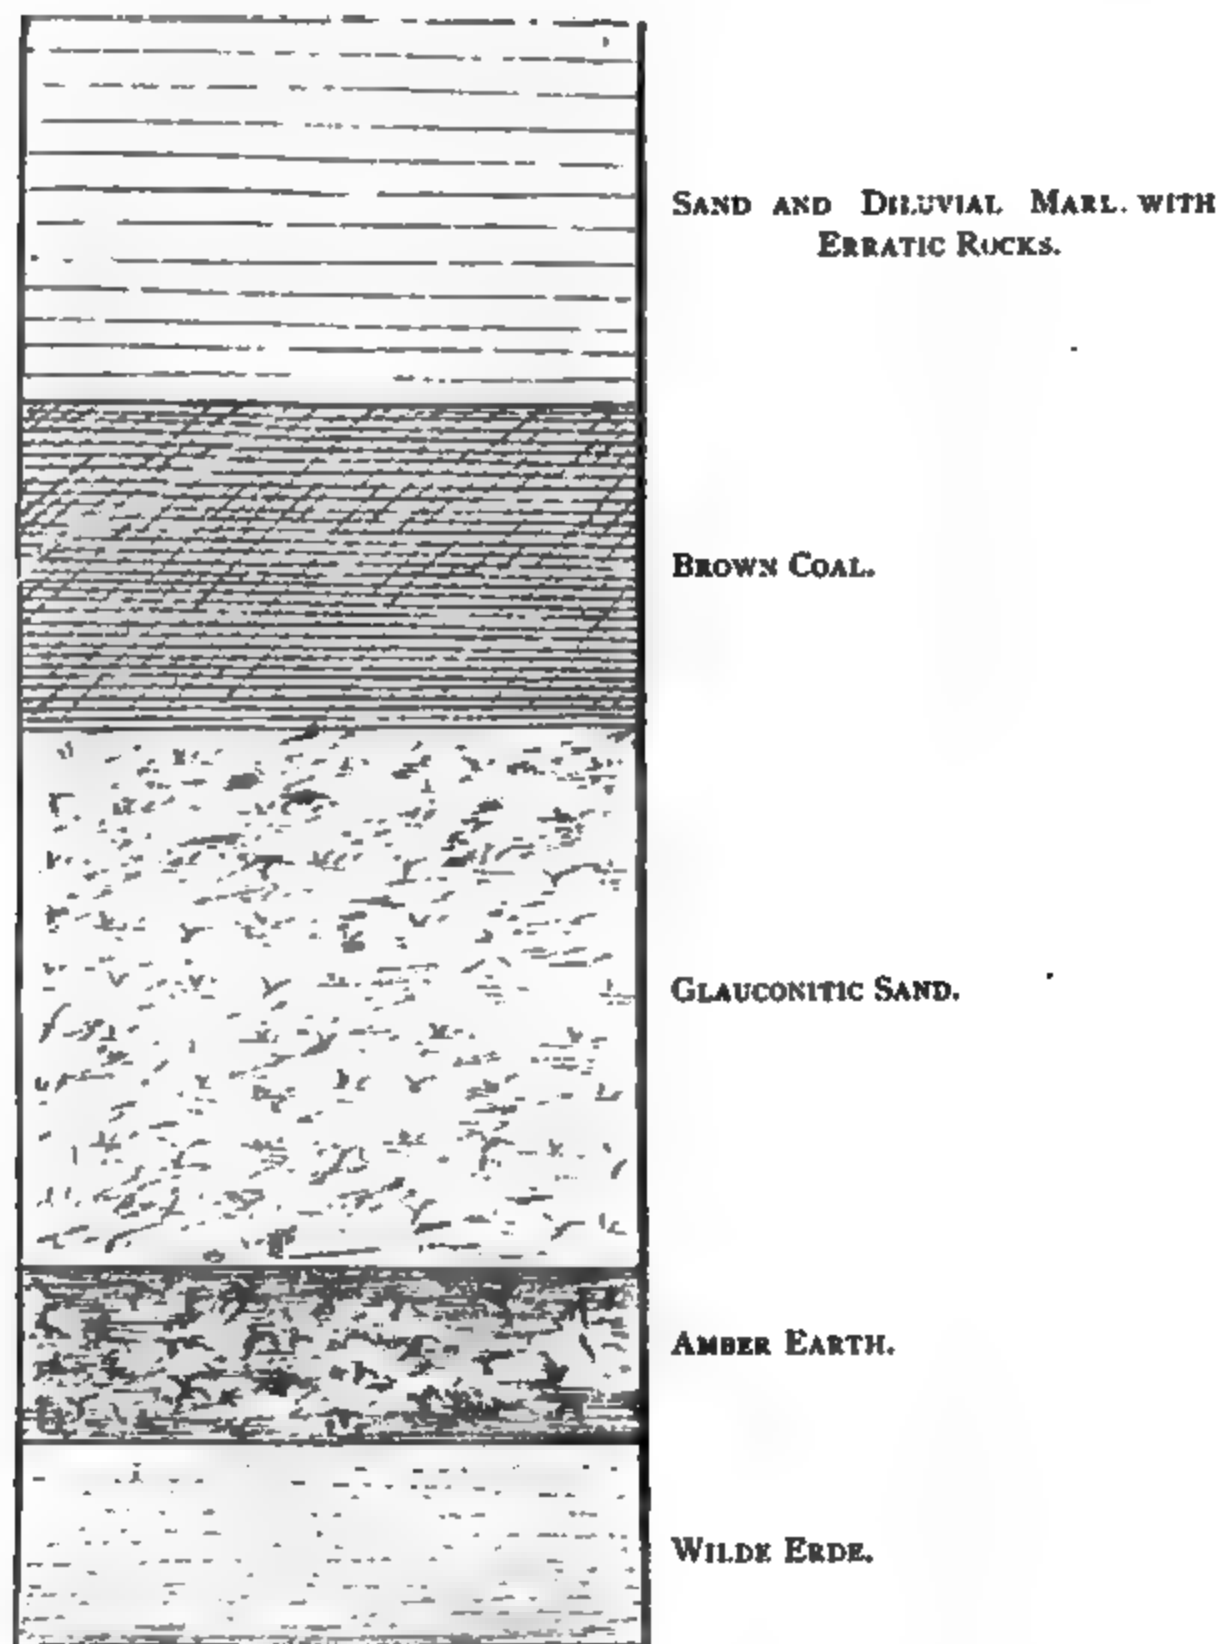 SAND AND DILUVIAL MARL. WITH
ERRATIC ROCKS.
BROWN COAL.
GLAUCONITIC SAND.
AMBER EARTH.
WILDE ERDE.